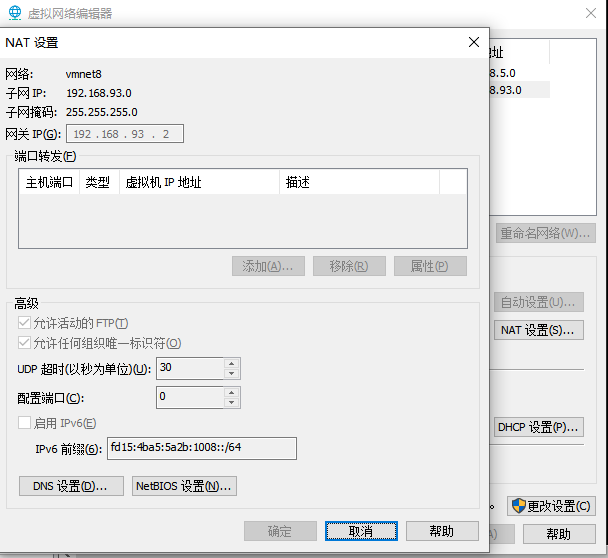 虚拟网络编辑器
NAT 设置
网络: vmnet8
子网 IP: 192.168.93.0
子网掩码: 255.255.255.0
网关 IP(G): 192 . 168 . 93 . 2
端口转发(F)
主机端口 类型 虚拟机 IP 地址 描述
添加(A)... 移除(R) 属性(P)
高级
允许活动的 FTP(T)
允许任何组织唯一标识符(O)
UDP 超时(以秒为单位)(U): 30
配置端口(C): 0
启用 IPv6(E)
IPv6 前缀(6): fd15:4ba5:5a2b:1008::/64
DNS 设置(D)... NetBIOS 设置(N)...
确定 取消 帮助
地址
8.5.0
8.93.0
重命名网络(W)...
自动设置(U)...
NAT 设置(S)...
DHCP 设置(P)...
。 更改设置(C)
A) 帮助